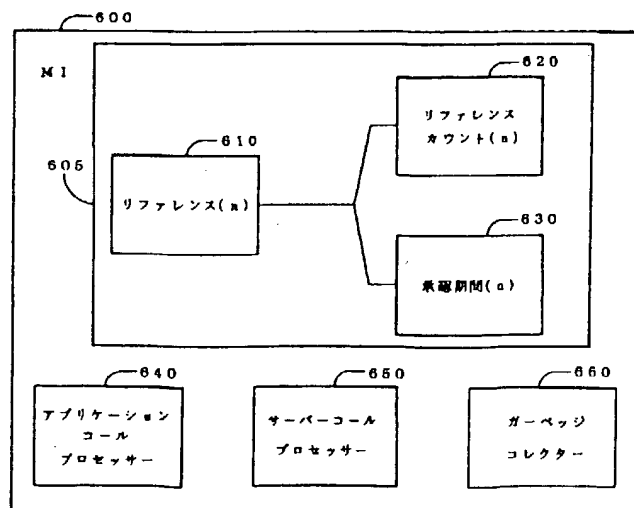 600
MI
605
610
リファレンス(n)
620
リファレンス
カウント(n)
630
承認期間(n)
640
アプリケーション
コール
プロセッサー
650
サーバーコール
プロセッサー
660
ガーベッジ
コレクター